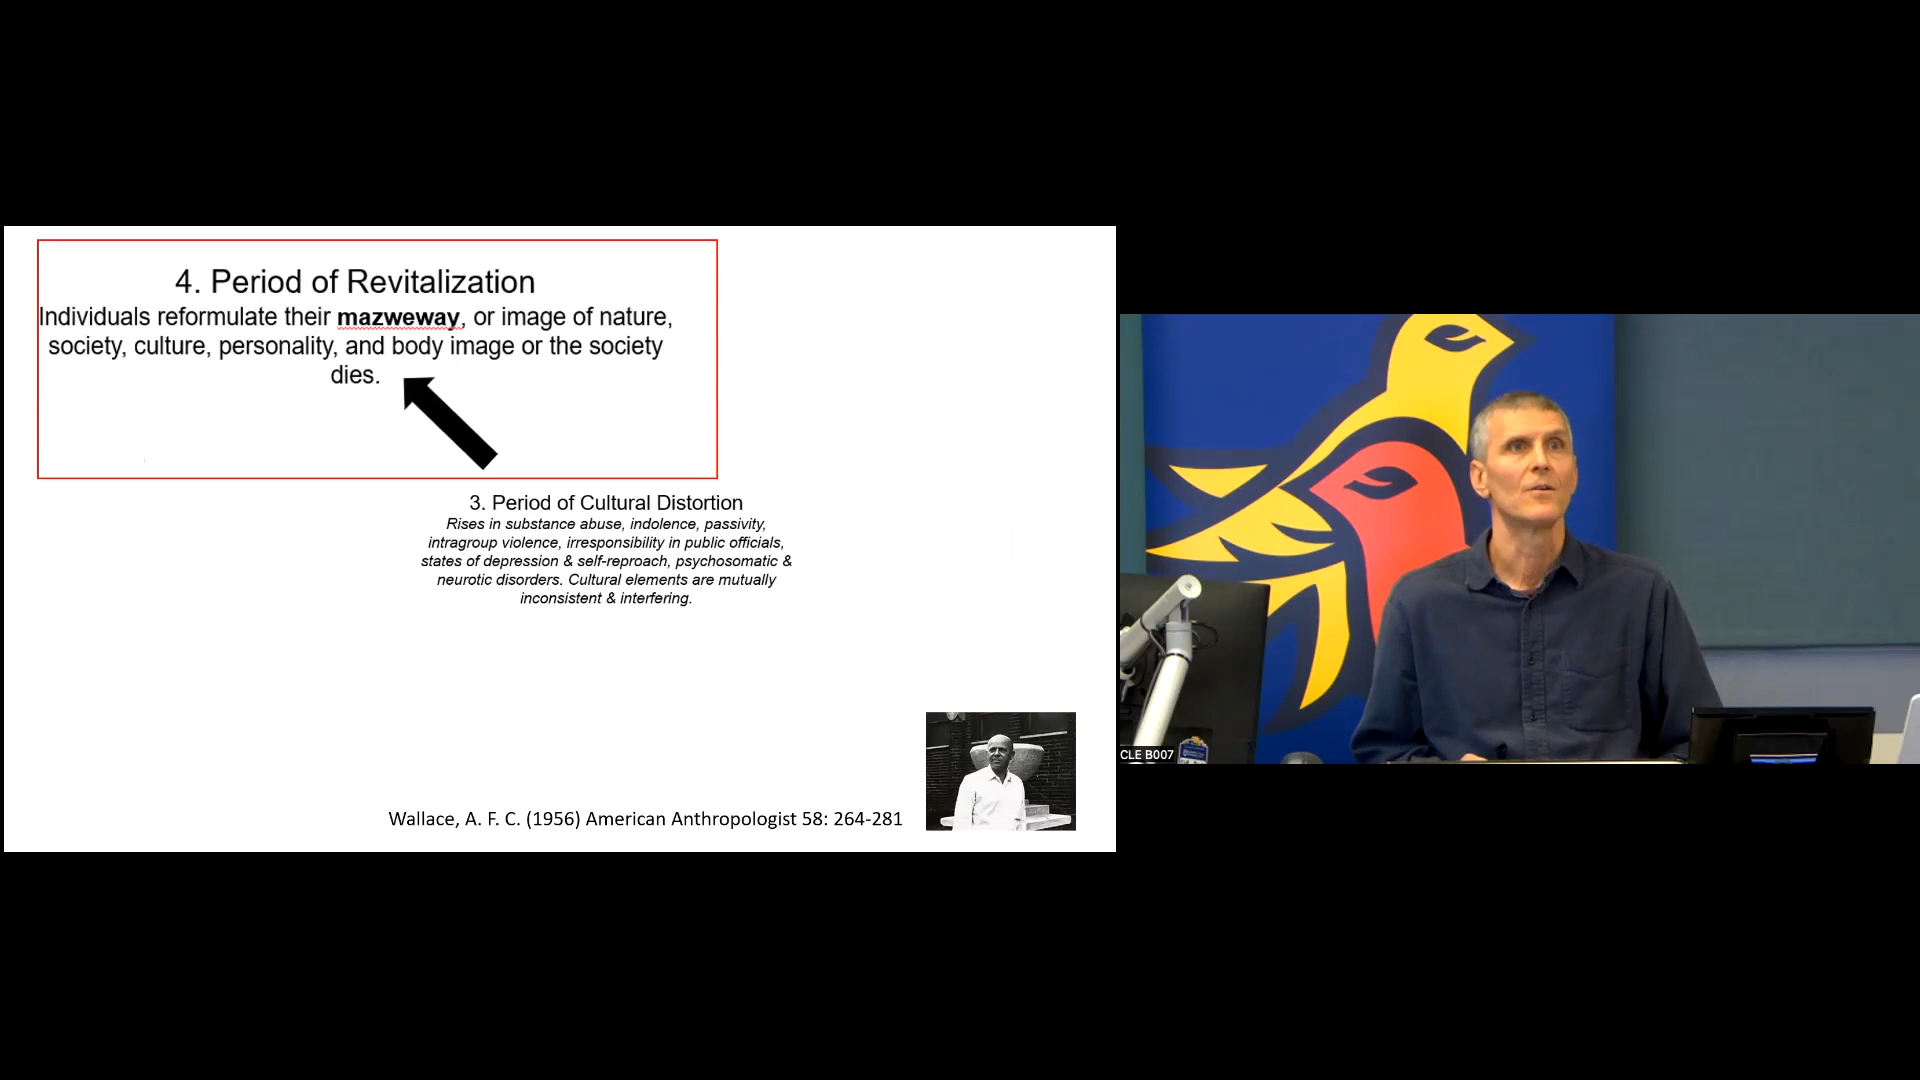 4. Period of Revitalization
Individuals reformulate their mazweway, or image of nature,
society, culture, personality, and body image or the society
dies.
3. Period of Cultural Distortion
Rises in substance abuse, indolence, passivity,
intragroup violence, irresponsibility in public officials,
states of depression & self-reproach, psychosomatic &
neurotic disorders. Cultural elements are mutually
inconsistent & interfering.
Wallace, A. F. C. (1956) American Anthropologist 58: 264-281
CLE B007